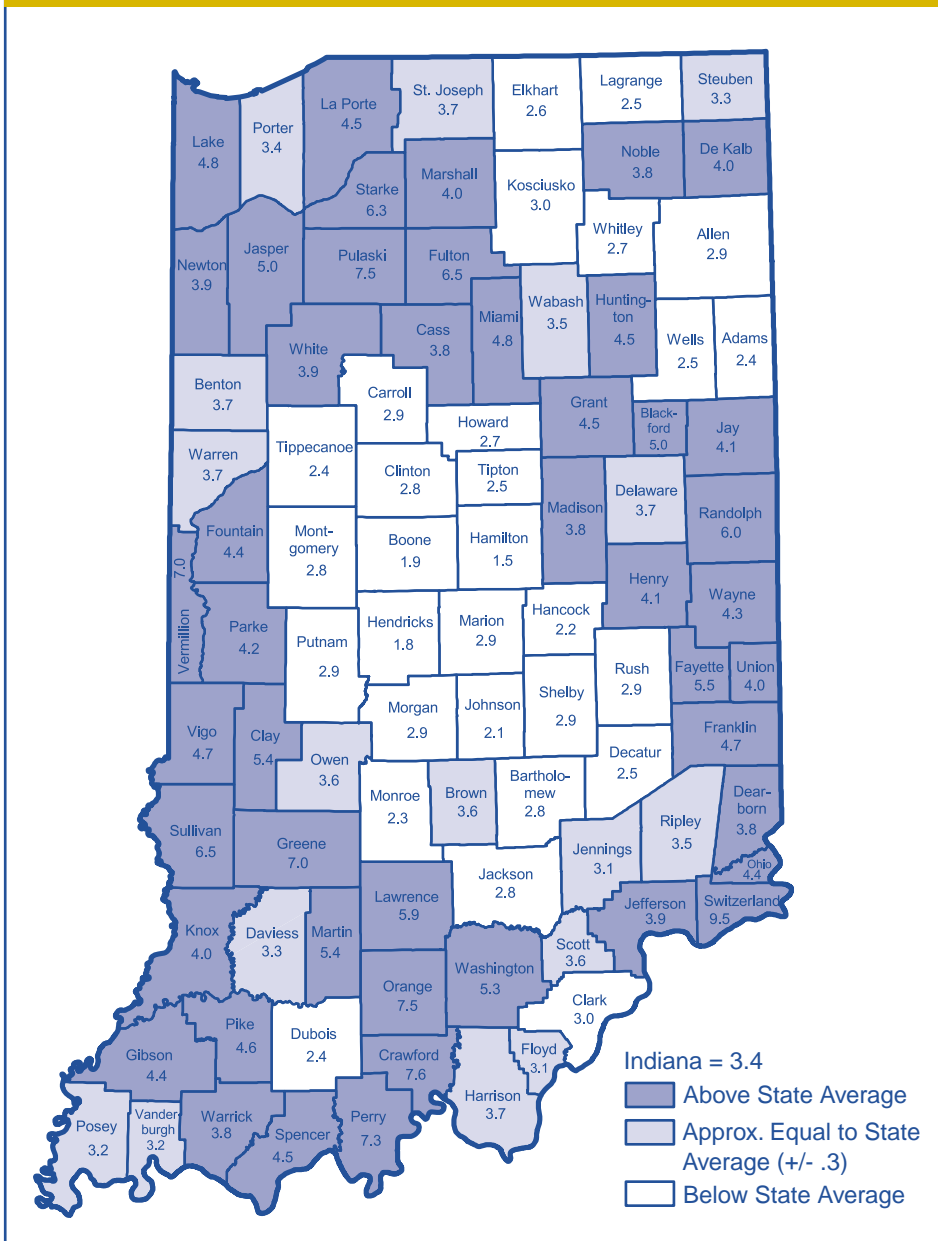 Lagrange
2.5
Steuben
3.3
St. Joseph
3.7
Elkhart
2.6
La Porte
4.5
Porter
3.4
Lake
4.8
Noble
3.8
De Kalb
4.0
Marshall
4.0
Starke
6.3
Kosciusko
3.0
Whitley
2.7
Allen
2.9
Newton
3.9
Jasper
5.0
Pulaski
7.5
Fulton
6.5
Miami
4.8
Wabash
3.5
Hunting-
ton
4.5
Wells
2.5
Adams
2.4
White
3.9
Cass
3.8
Benton
3.7
Carroll
2.9
Howard
2.7
Grant
4.5
Black-
ford
5.0
Jay
4.1
Warren
3.7
Tippecanoe
2.4
Clinton
2.8
Tipton
2.5
Madison
3.8
Delaware
3.7
Randolph
6.0
Fountain
4.4
Mont-
gomery
2.8
Boone
1.9
Hamilton
1.5
Henry
4.1
Wayne
4.3
Vermillion
7.0
Parke
4.2
Putnam
2.9
Hendricks
1.8
Marion
2.9
Hancock
2.2
Rush
2.9
Fayette
5.5
Union
4.0
Vigo
4.7
Clay
5.4
Owen
3.6
Morgan
2.9
Johnson
2.1
Shelby
2.9
Decatur
2.5
Franklin
4.7
Monroe
2.3
Brown
3.6
Bartholo-
mew
2.8
Ripley
3.5
Dear-
born
3.8
Sullivan
6.5
Greene
7.0
Jackson
2.8
Jennings
3.1
Ohio
4.4
Lawrence
5.9
Jefferson
3.9
Switzerland
9.5
Knox
4.0
Daviess
3.3
Martin
5.4
Scott
3.6
Orange
7.5
Washington
5.3
Clark
3.0
Pike
4.6
Dubois
2.4
Gibson
4.4
Crawford
7.6
Floyd
3.1
Harrison
3.7
Posey
3.2
Vander-
burgh
3.2
Warrick
3.8
Spencer
4.5
Perry
7.3
Indiana = 3.4
Above State Average
Approx. Equal to State
Average (+/- .3)
Below State Average